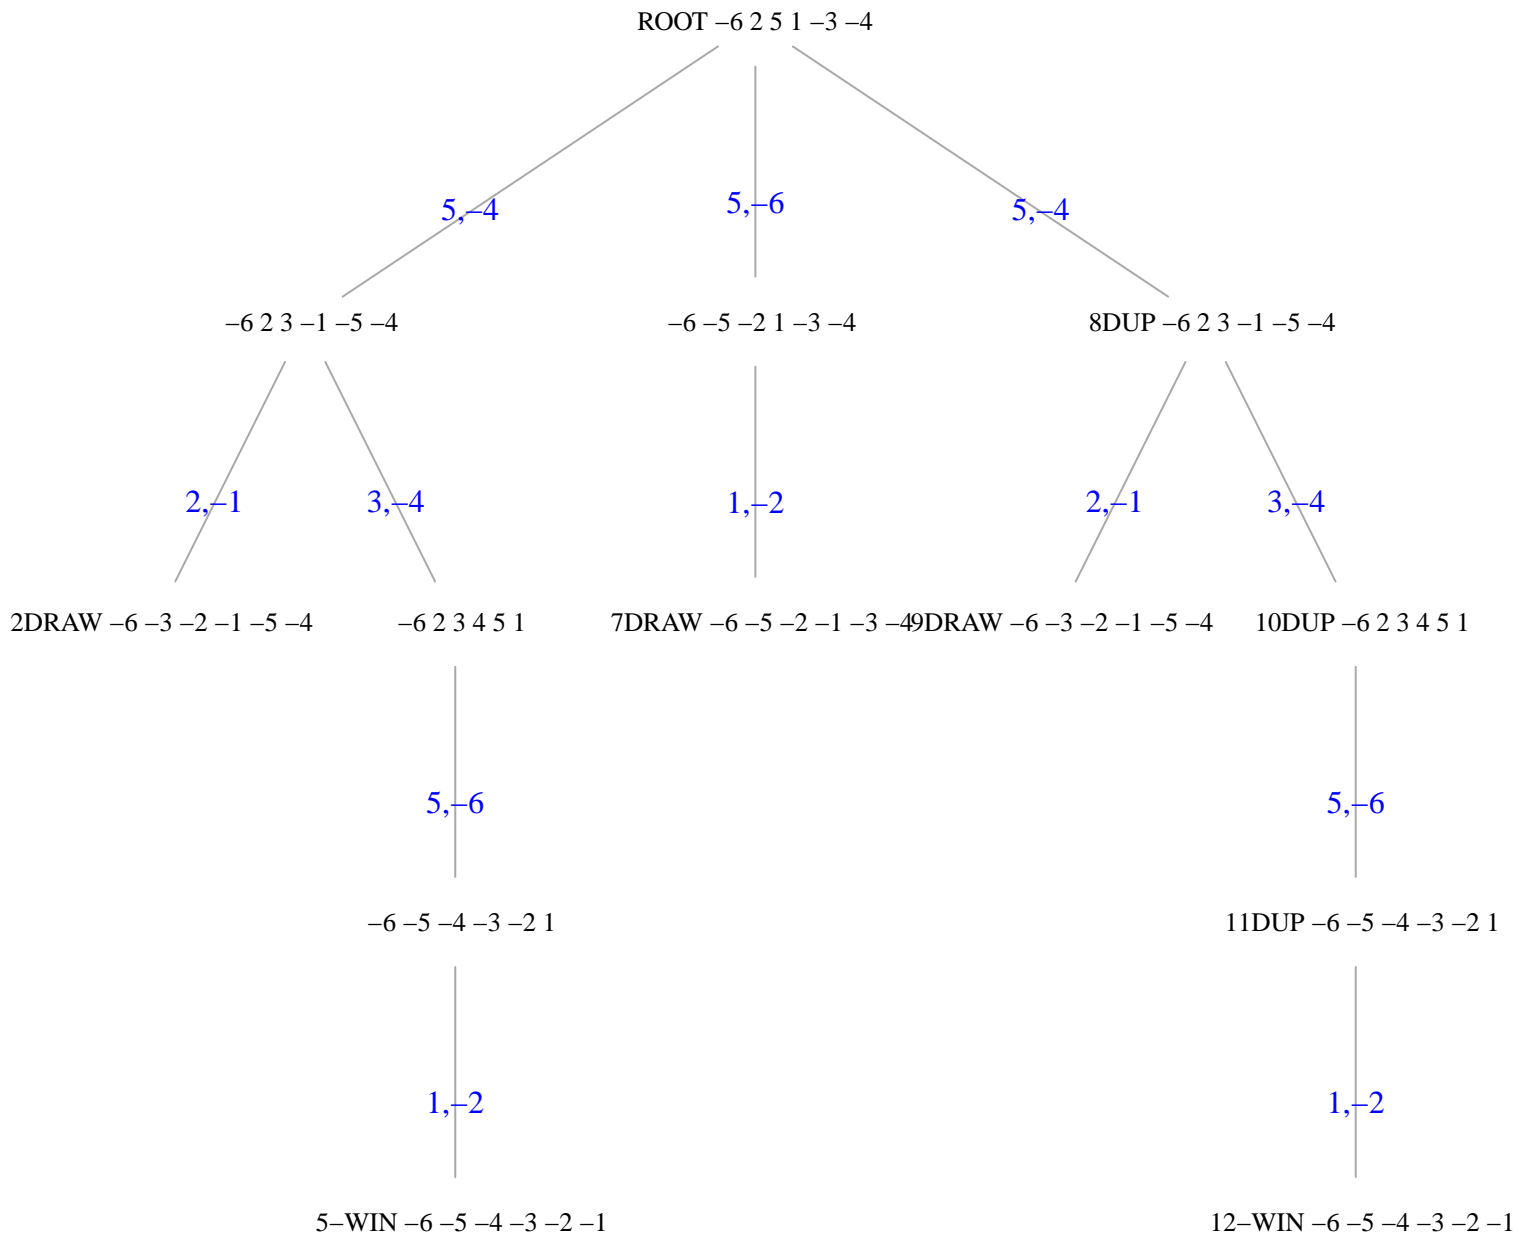 ROOT –6 2 5 1 –3 –4
5,–4
5,–6
5,–4
–6 2 3 –1 –5 –4
–6 –5 –2 1 –3 –4
8DUP –6 2 3 –1 –5 –4
2,–1
3,–4
1,–2
2,–1
3,–4
2DRAW –6 –3 –2 –1 –5 –4
–6 2 3 4 5 1
7DRAW –6 –5 –2 –1 –3 –4
9DRAW –6 –3 –2 –1 –5 –4
10DUP –6 2 3 4 5 1
5,–6
5,–6
–6 –5 –4 –3 –2 1
11DUP –6 –5 –4 –3 –2 1
1,–2
1,–2
5–WIN –6 –5 –4 –3 –2 –1
12–WIN –6 –5 –4 –3 –2 –1